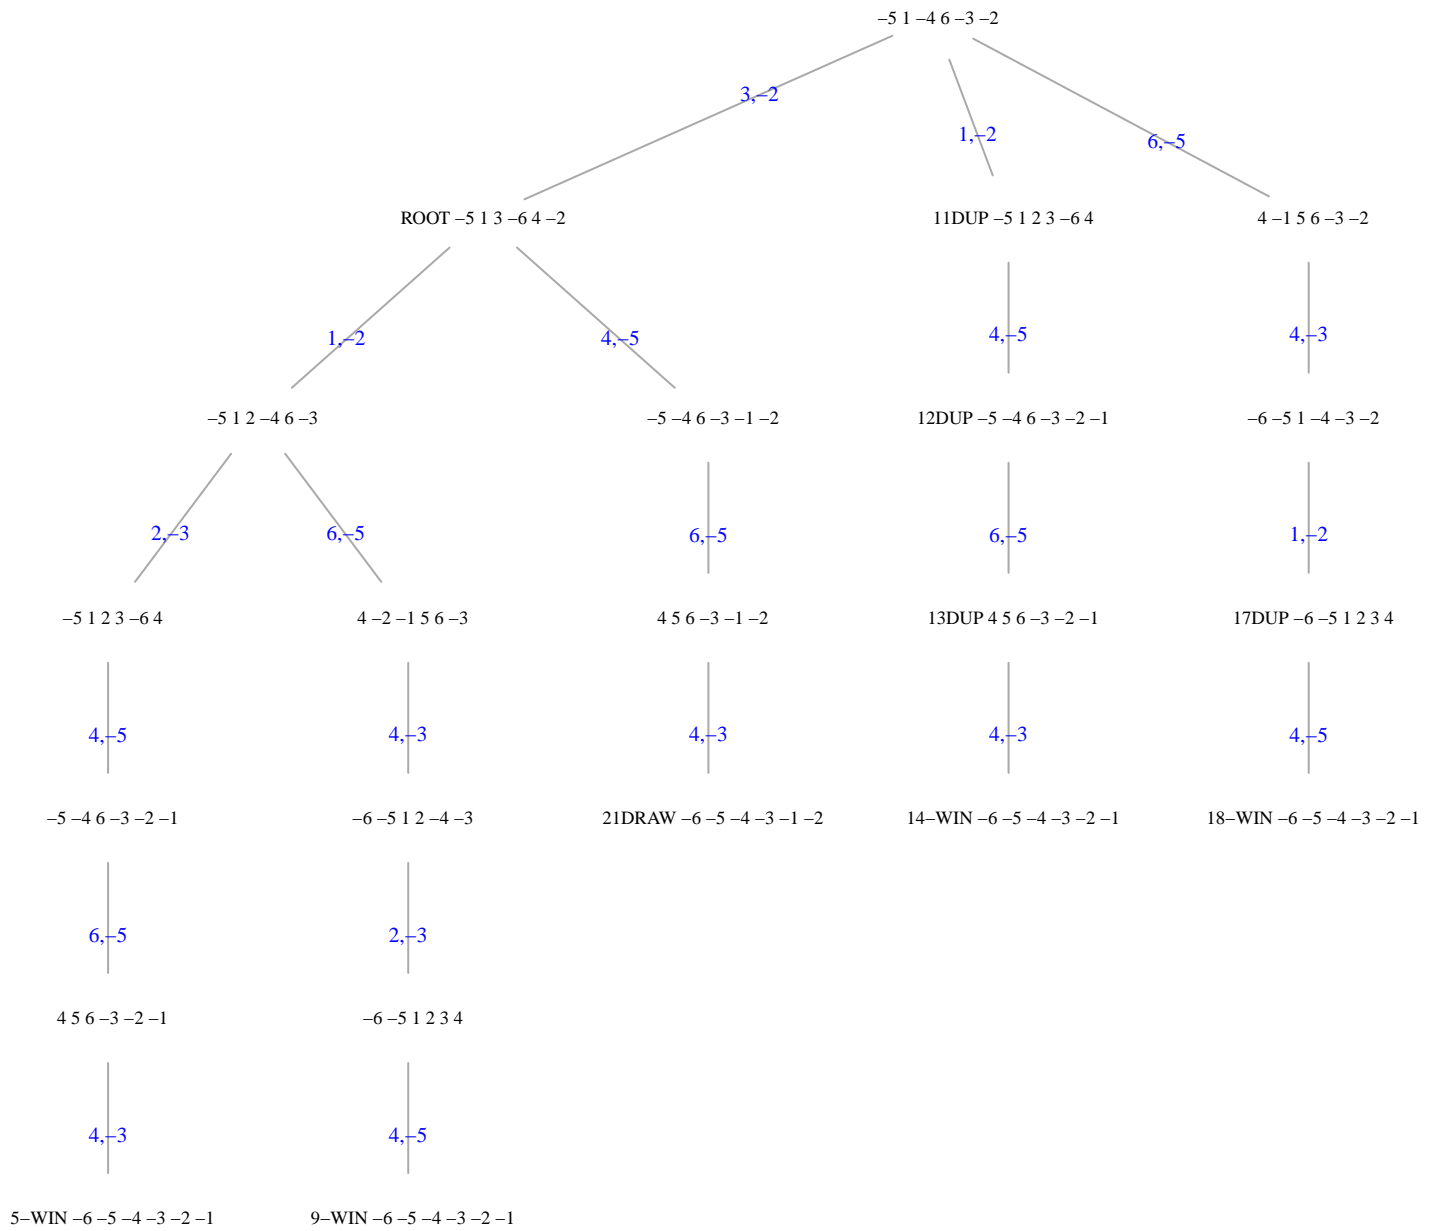 –5 1 –4 6 –3 –2
3,–2
1,–2
6,–5
ROOT –5 1 3 –6 4 –2
11DUP –5 1 2 3 –6 4
4 –1 5 6 –3 –2
1,–2
4,–5
4,–5
4,–3
–5 1 2 –4 6 –3
–5 –4 6 –3 –1 –2
12DUP –5 –4 6 –3 –2 –1
–6 –5 1 –4 –3 –2
2,–3
6,–5
6,–5
6,–5
1,–2
–5 1 2 3 –6 4
4 –2 –1 5 6 –3
4 5 6 –3 –1 –2
13DUP 4 5 6 –3 –2 –1
17DUP –6 –5 1 2 3 4
4,–5
4,–3
4,–3
4,–3
4,–5
–5 –4 6 –3 –2 –1
–6 –5 1 2 –4 –3
21DRAW –6 –5 –4 –3 –1 –2
14–WIN –6 –5 –4 –3 –2 –1
18–WIN –6 –5 –4 –3 –2 –1
6,–5
2,–3
4 5 6 –3 –2 –1
–6 –5 1 2 3 4
4,–3
4,–5
5–WIN –6 –5 –4 –3 –2 –1
9–WIN –6 –5 –4 –3 –2 –1